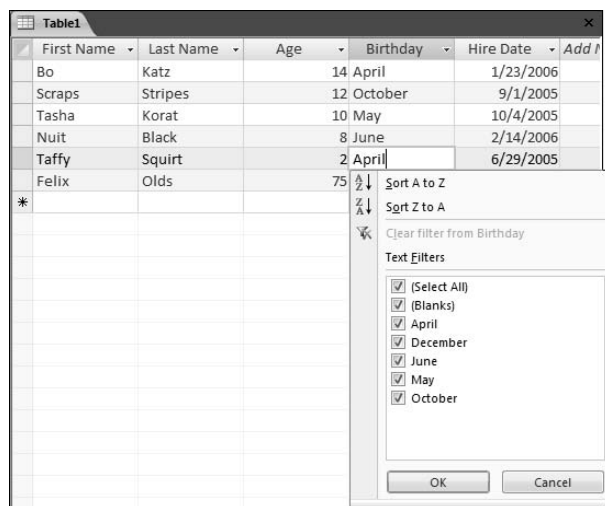 Table1 ×
First Name Last Name Age Birthday Hire Date Add
Bo Katz 14 April 1/23/2006
Scraps Stripes 12 October 9/1/2005
Tasha Korat 10 May 10/4/2005
Nuit Black 8 June 2/14/2006
Taffy Squirt 2 April 6/29/2005
Felix Olds 75
*
Sort A to Z
Sort Z to A
Clear filter from Birthday
Text Filters
(Select All)
(Blanks)
April
December
June
May
October
OK Cancel